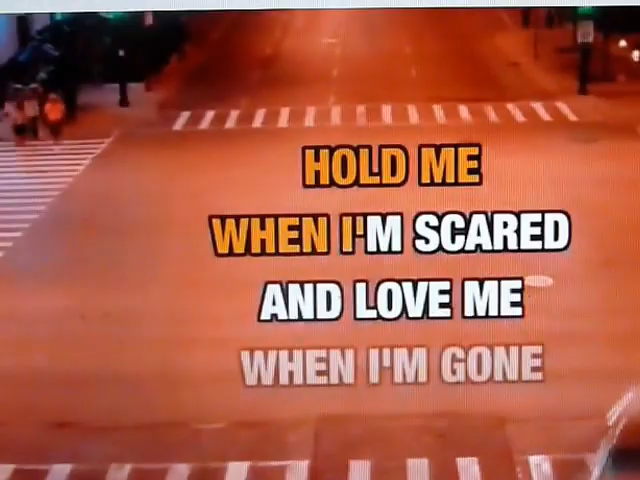 HOLD ME
WHEN I'M SCARED
AND LOVE ME
WHEN I'M GONE